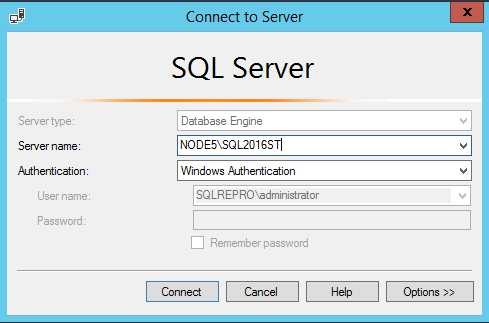 Connect to Server
x
SQL Server
Server type: Database Engine
Server name: NODE5\SQL2016ST
Authentication: Windows Authentication
User name: SQLREPRO\administrator
Password:
Remember password
Connect Cancel Help Options >>